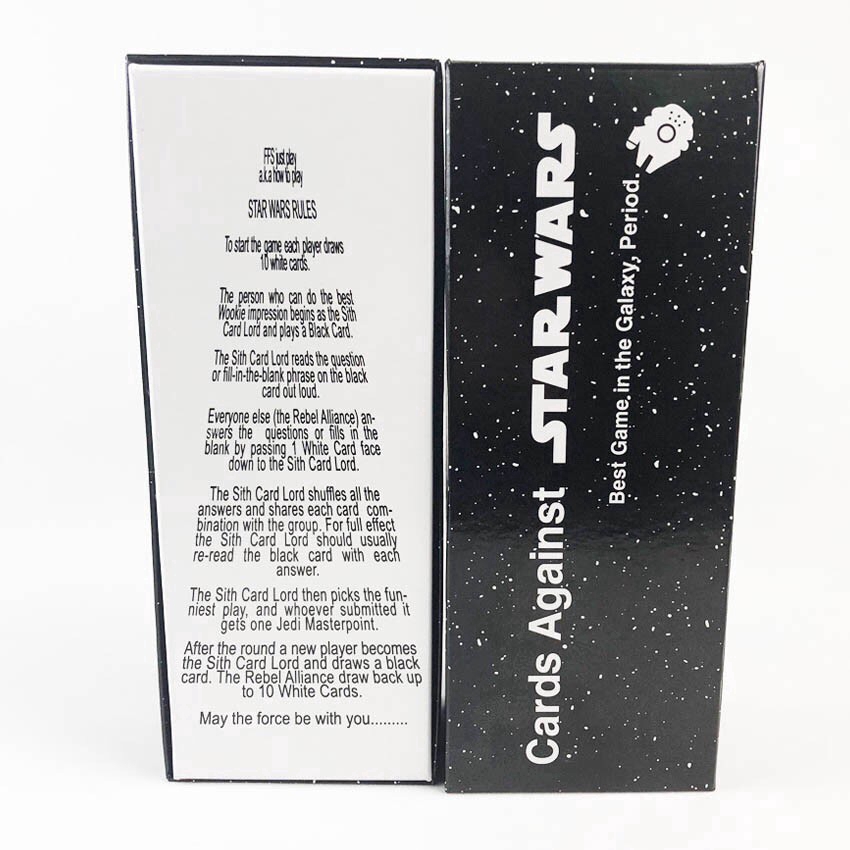 FFS just play
a.k.a how to play
STAR WARS RULES
To start the game each player draws
10 white cards.
The person who can do the best
Wookie impression begins as the Sith
Card Lord and plays a Black Card.
The Sith Card Lord reads the question
or fill-in-the-blank phrase on the black
card out loud.
Everyone else (the Rebel Alliance) an-
swers the questions or fills in the
blank by passing 1 White Card face
down to the Sith Card Lord.
The Sith Card Lord shuffles all the
answers and shares each card com-
bination with the group. For full effect
the Sith Card Lord should usually
re-read the black card with each
answer.
The Sith Card Lord then picks the fun-
niest play, and whoever submitted it
gets one Jedi Masterpoint.
After the round a new player becomes
the Sith Card Lord and draws a black
card. The Rebel Alliance draw back up
to 10 White Cards.
May the force be with you.........
Cards Against STAR WARS
Best Game in the Galaxy, Period.